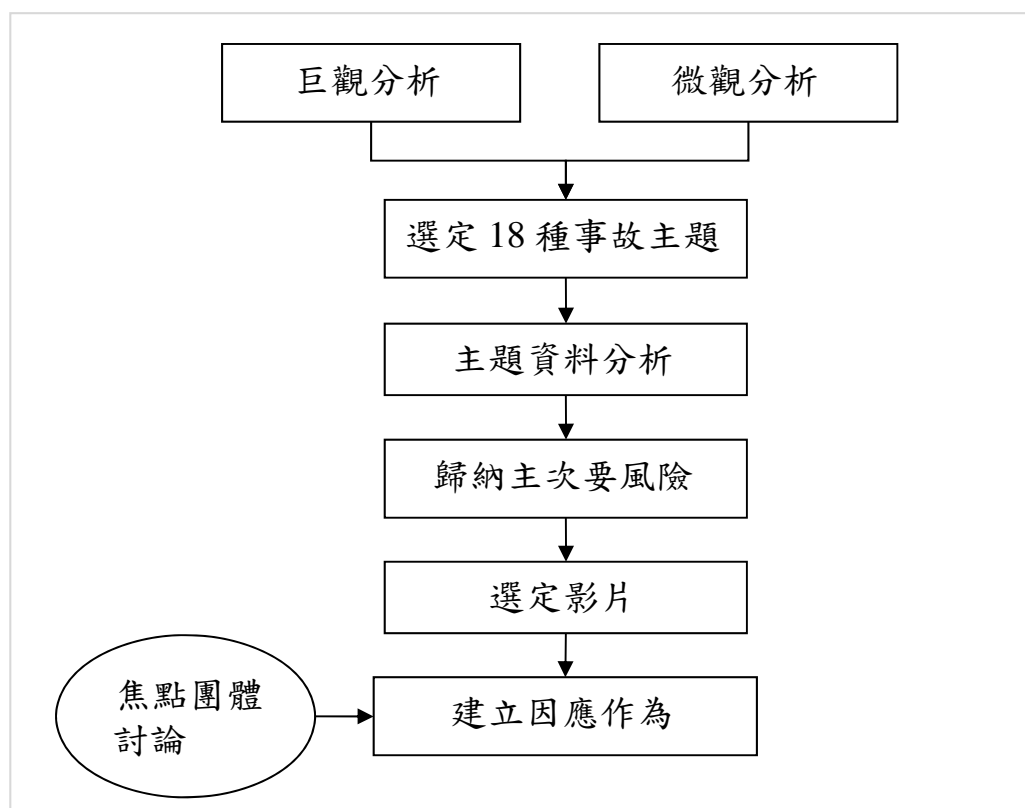 巨觀分析
微觀分析
選定 18 種事故主題
主題資料分析
歸納主次要風險
選定影片
焦點團體
討論
建立因應作為